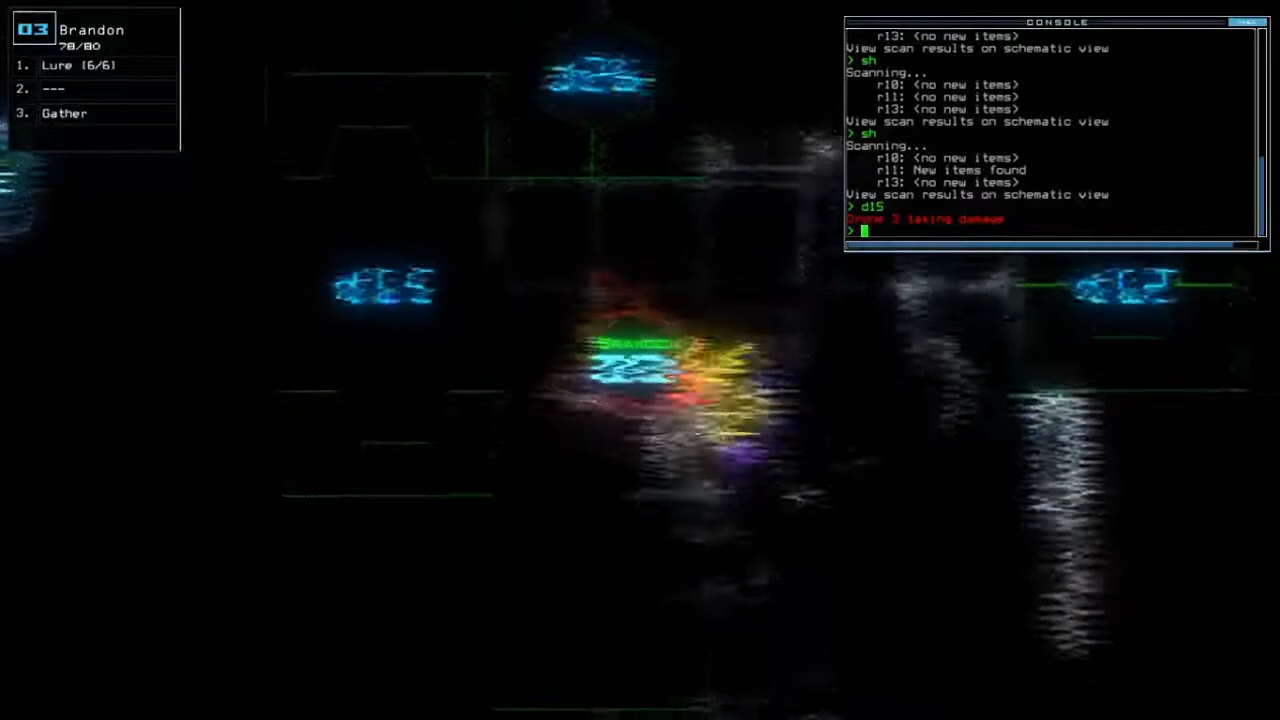 03 Brandon
78/80
1. Lure [6/6]
2. ---
3. Gather
CONSOLE
r13: <no new items>
View scan results on schematic view
> sh
Scanning...
r10: <no new items>
r11: <no new items>
r13: <no new items>
View scan results on schematic view
> sh
Scanning...
r10: <no new items>
r11: New items found
r13: <no new items>
View scan results on schematic view
> d15
Drone 3 taking damage
>
BRANDON